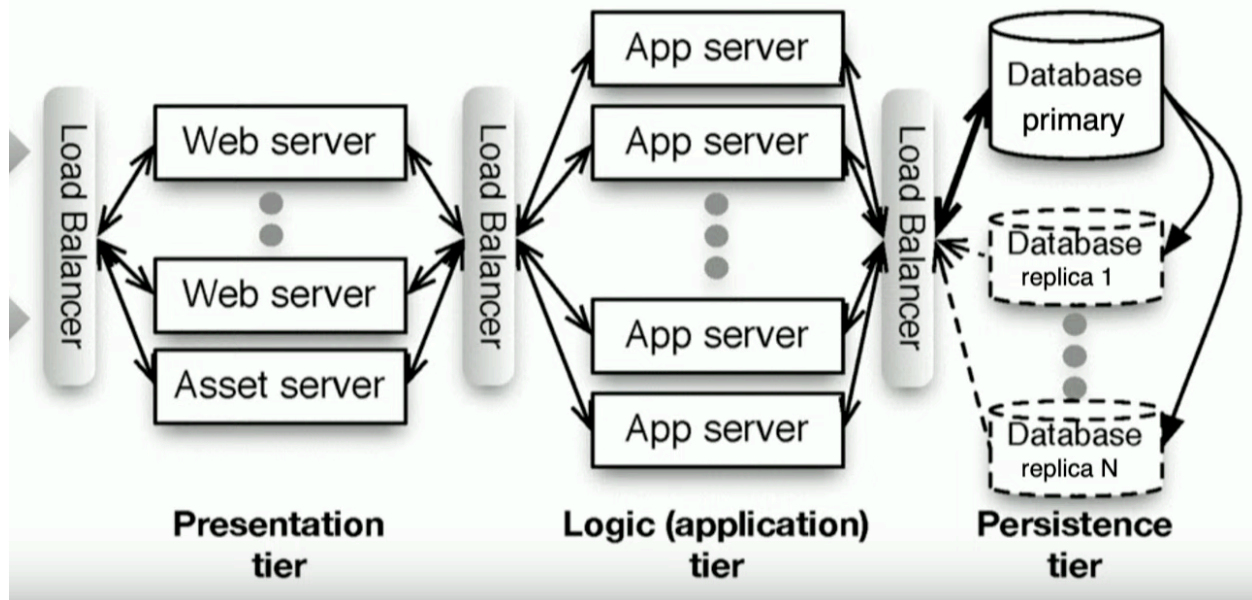 Load Balancer
Web server
Web server
Asset server
Presentation
tier
Load Balancer
App server
App server
App server
App server
Logic (application)
tier
Load Balancer
Database
primary
Database
replica 1
Database
replica N
Persistence
tier